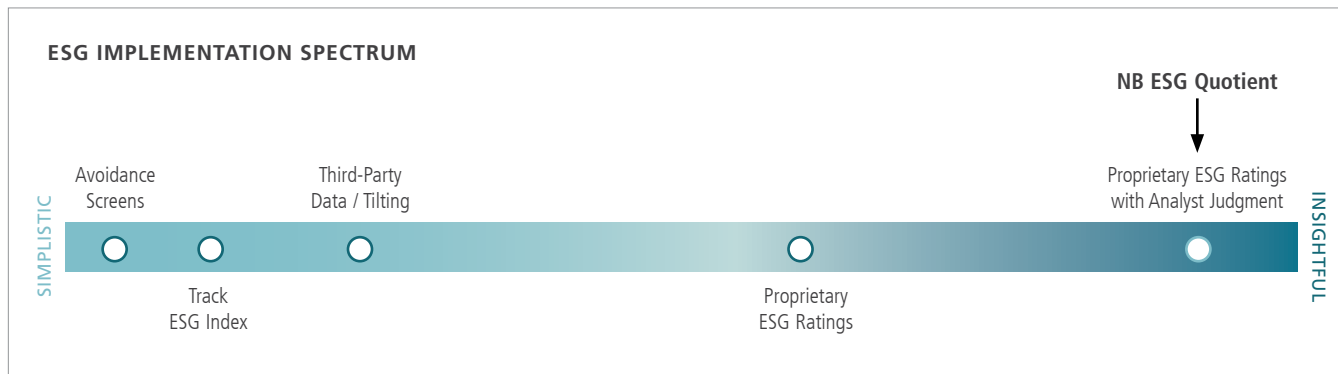 ESG IMPLEMENTATION SPECTRUM
NB ESG Quotient
SIMPLISTIC
Avoidance
Screens
Track
ESG Index
Third-Party
Data / Tilting
Proprietary
ESG Ratings
Proprietary ESG Ratings
with Analyst Judgment
INSIGHTFUL